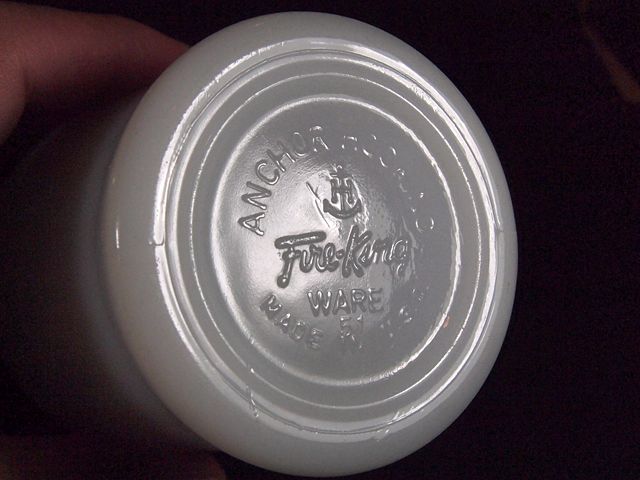 ANCHOR HOCKING
H
Fire-King
WARE
51
MADE IN U.S.A.